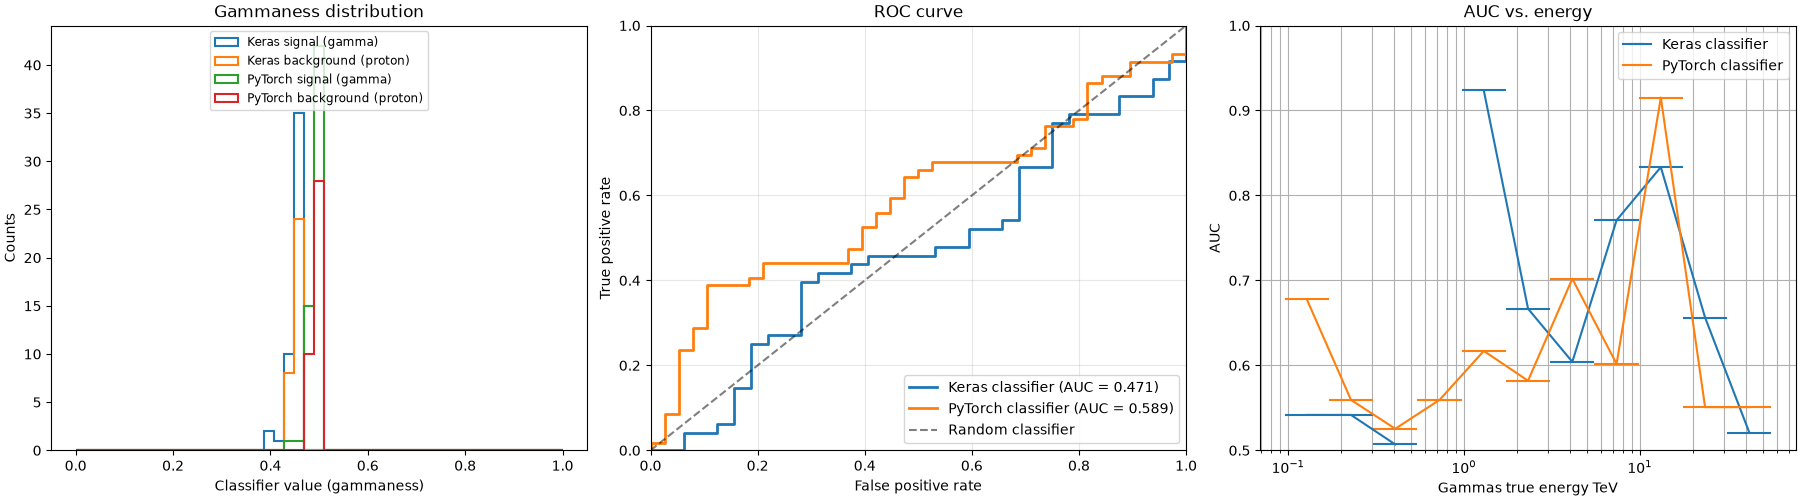 Gammaness distribution
Keras signal (gamma)
Keras background (proton)
PyTorch signal (gamma)
PyTorch background (proton)
Counts
40
35
30
25
20
15
10
5
0
0.0 0.2 0.4 0.6 0.8 1.0
Classifier value (gammaness)
ROC curve
True positive rate
1.0
0.8
0.6
0.4
0.2
0.0
Keras classifier (AUC = 0.471)
PyTorch classifier (AUC = 0.589)
Random classifier
0.0 0.2 0.4 0.6 0.8 1.0
False positive rate
AUC vs. energy
Keras classifier
PyTorch classifier
AUC
1.0
0.9
0.8
0.7
0.6
0.5
10⁻¹ 10⁰ 10¹
Gammas true energy TeV